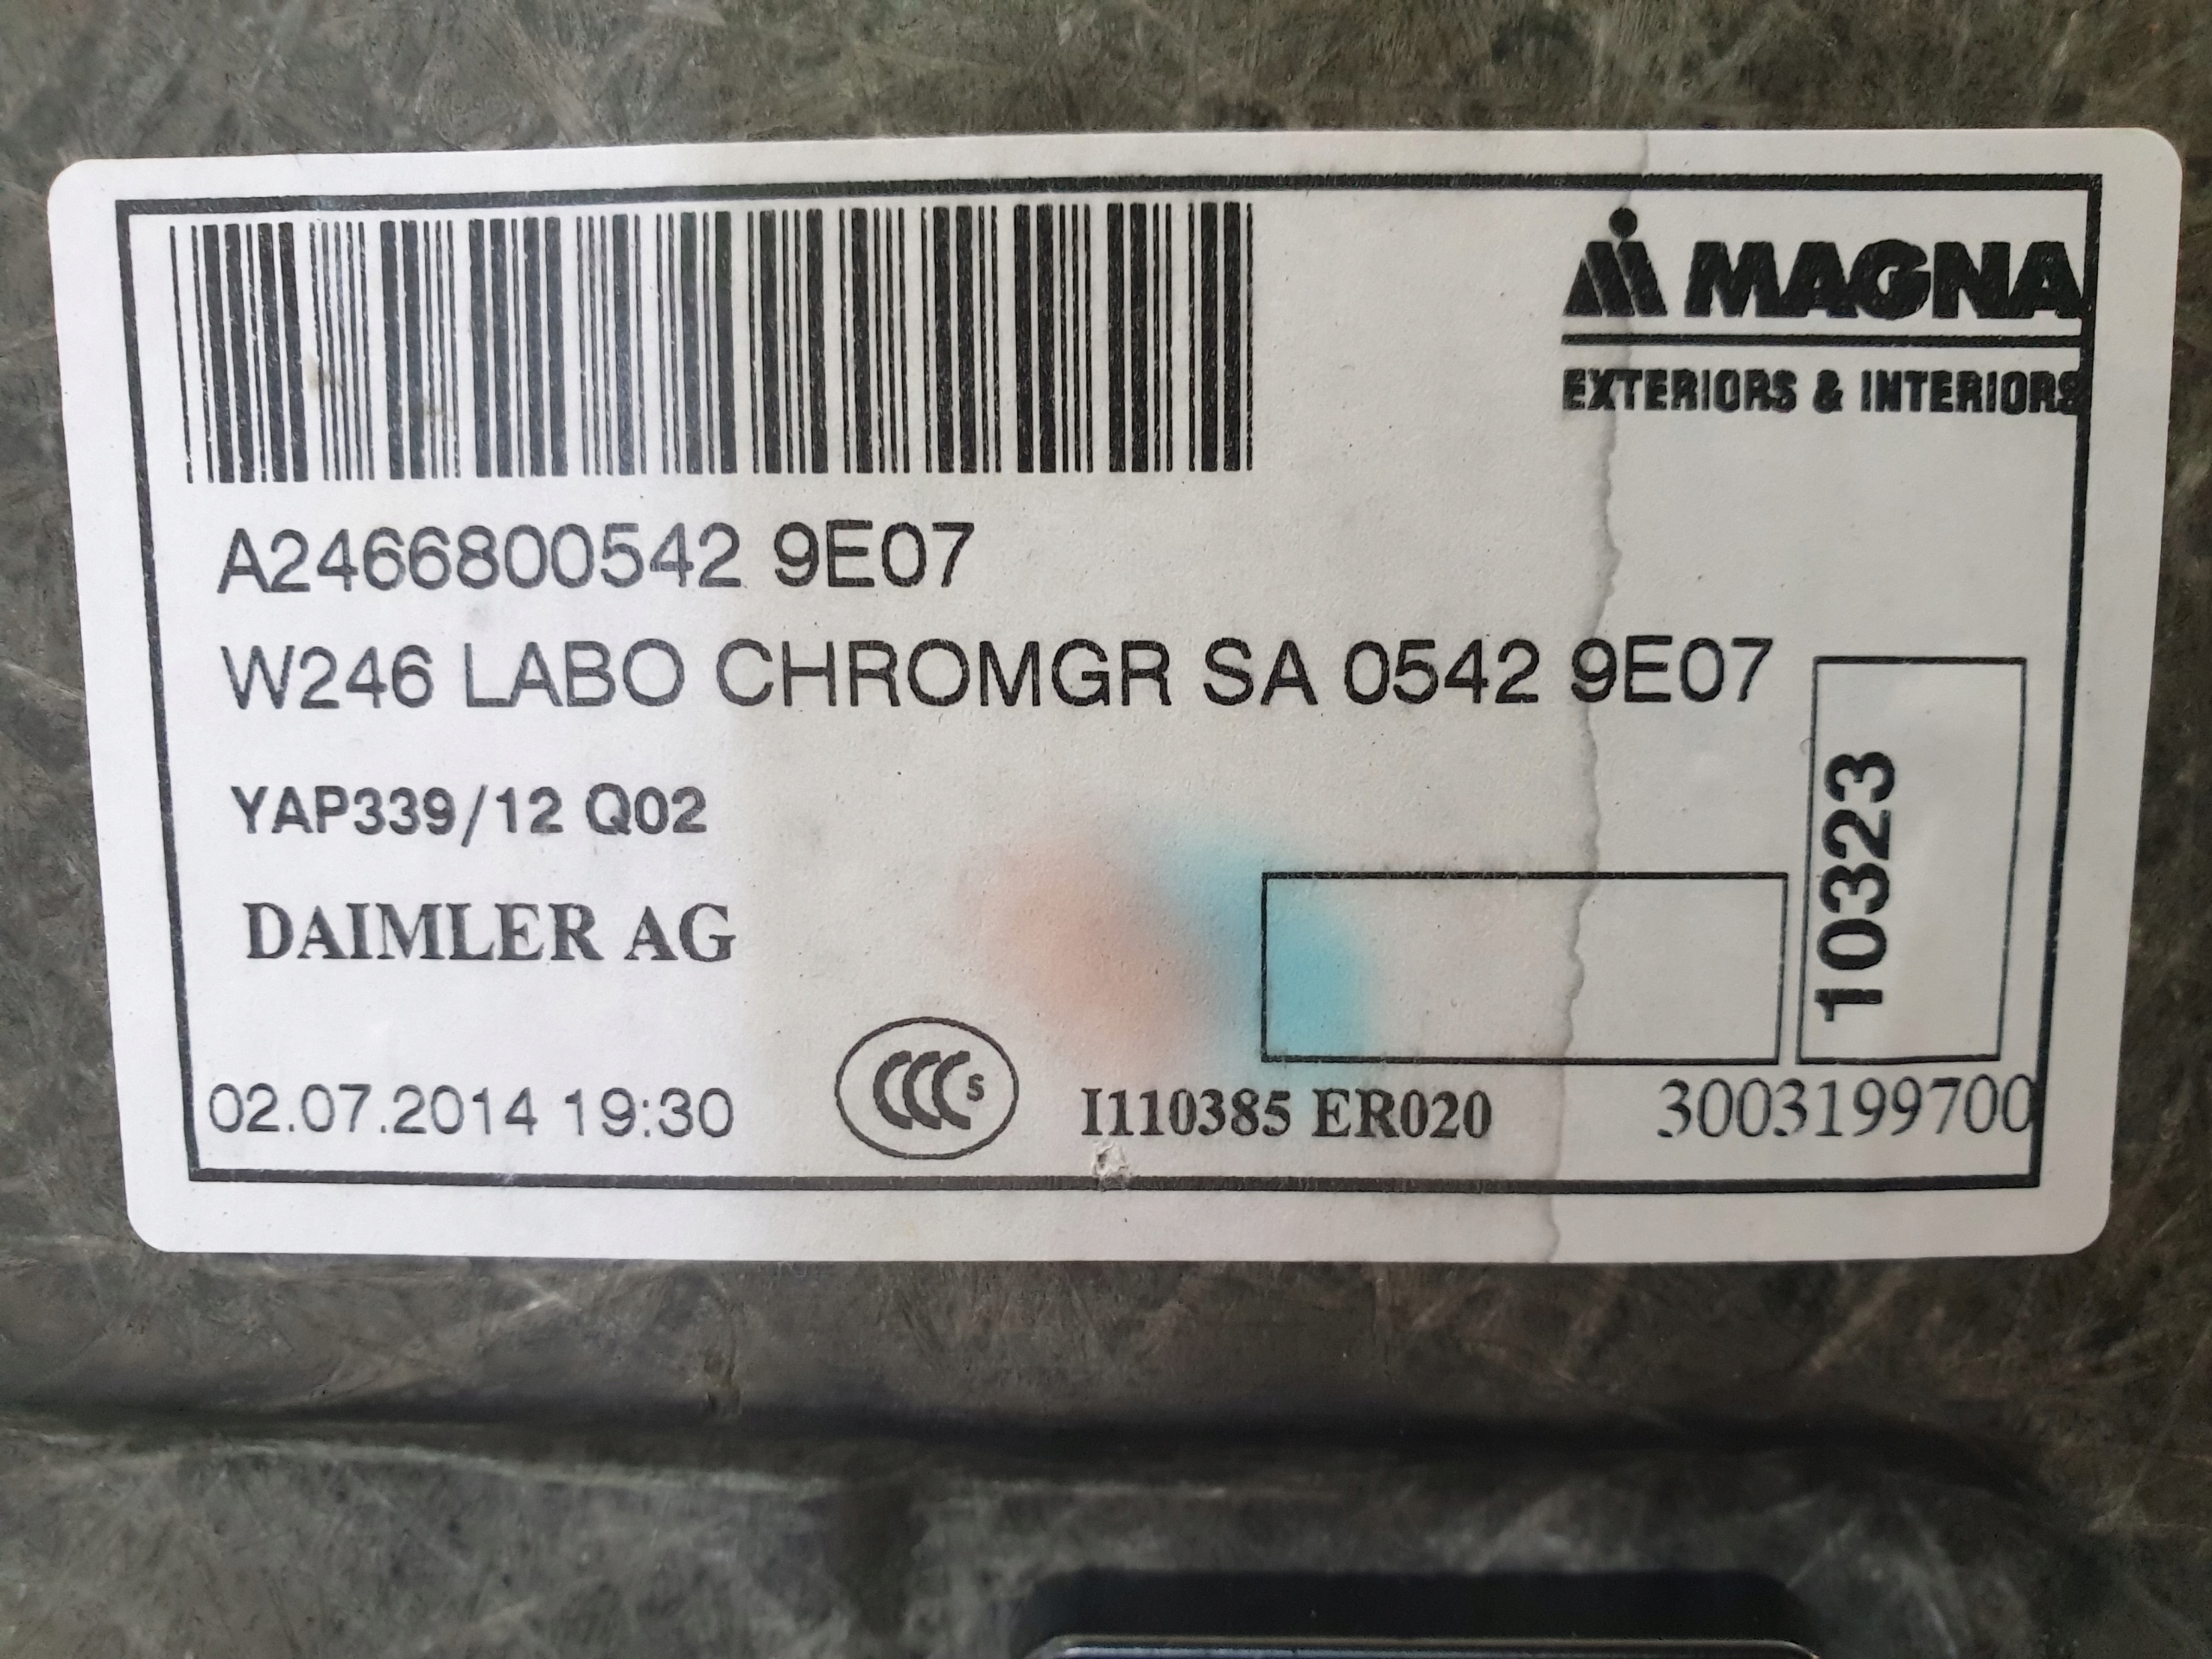 MAGNA
EXTERIORS & INTERIORS
A2466800542 9E07
W246 LABO CHROMGR SA 0542 9E07
YAP339/12 Q02
10323
DAIMLER AG
02.07.2014 19:30
CCC S
I110385 ER020
3003199700